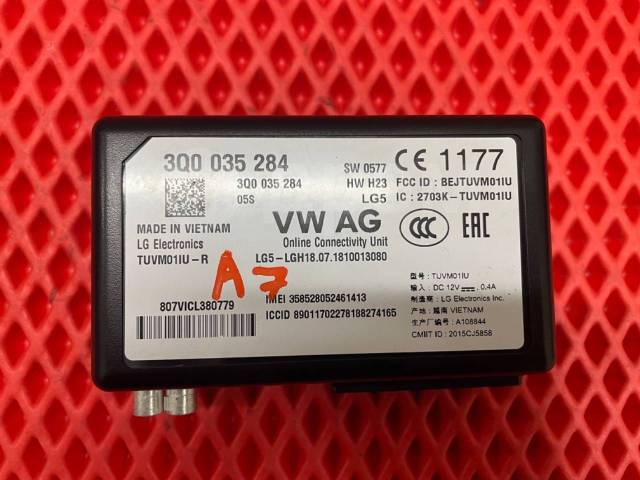 3Q0 035 284
3Q0 035 284
05S
SW 0577
HW H23
LG5
CE 1177
FCC ID : BEJTUVM01IU
IC : 2703K-TUVM01IU
MADE IN VIETNAM
LG Electronics
TUVM01IU-R
VW AG
Online Connectivity Unit
LG5-LGH18.07.1810013080
CCC
EAC
A7
807VICL380779
IMEI 358528052461413
ICCID 89011702278188274165
型号: TUVM01IU
输入: DC 12V 0.4A
制造商: LG Electronics Inc.
产地: 越南 VIETNAM
生产厂编号: A108844
CMIIT ID : 2015CJ5858